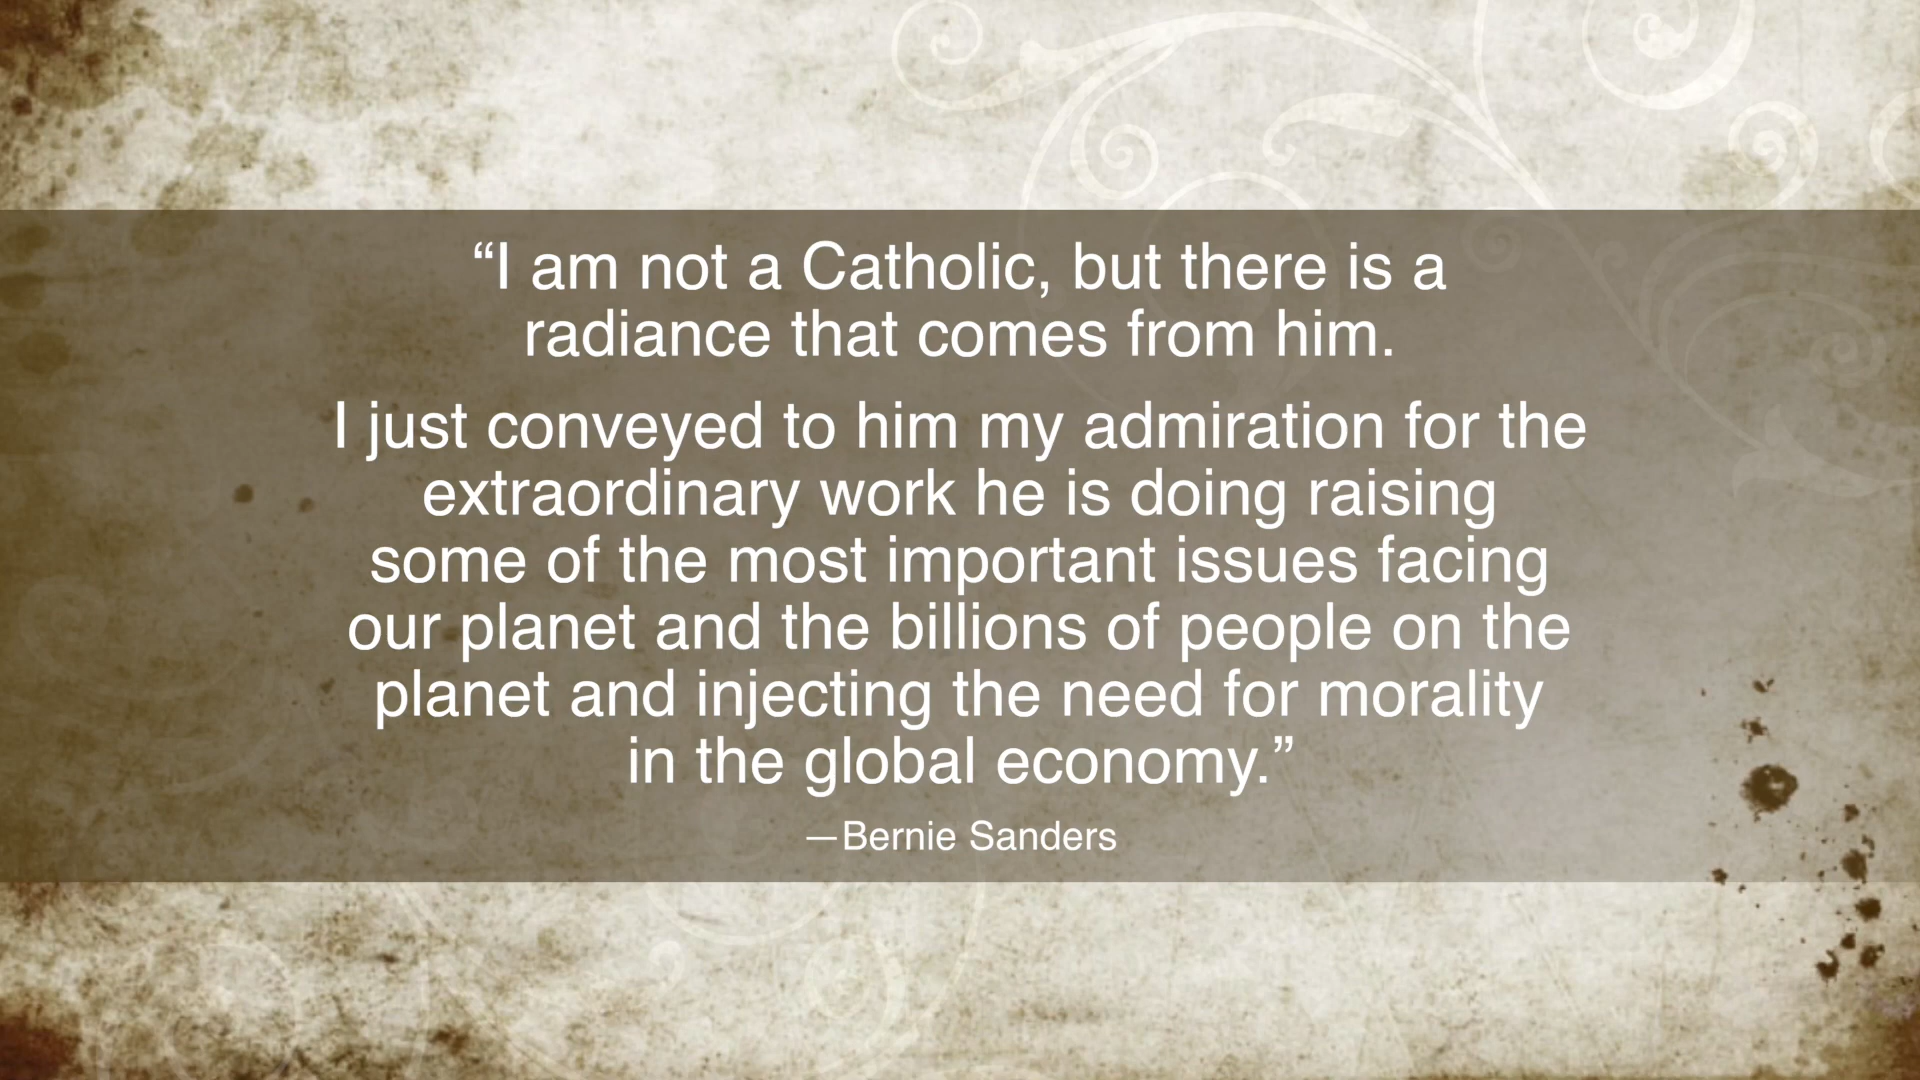 “I am not a Catholic, but there is a
radiance that comes from him.
I just conveyed to him my admiration for the
extraordinary work he is doing raising
some of the most important issues facing
our planet and the billions of people on the
planet and injecting the need for morality
in the global economy.”
—Bernie Sanders